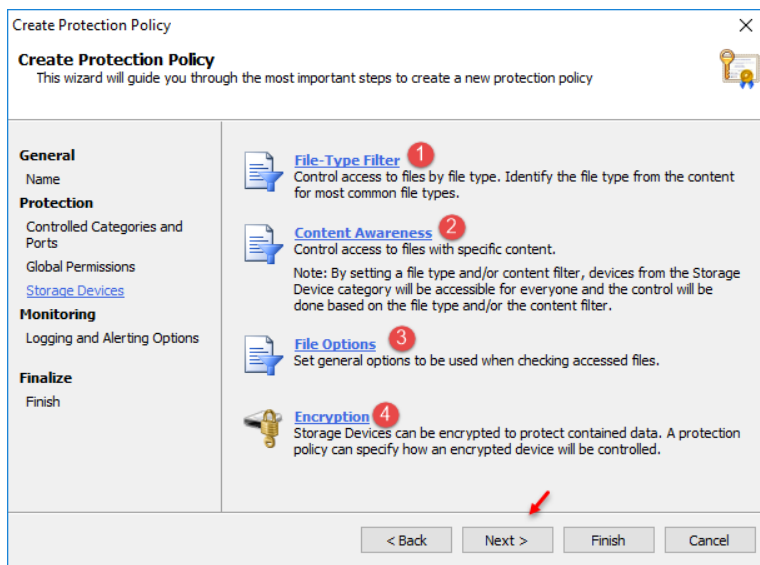 Create Protection Policy
Create Protection Policy
This wizard will guide you through the most important steps to create a new protection policy
General
Name
Protection
Controlled Categories and
Ports
Global Permissions
Storage Devices
Monitoring
Logging and Alerting Options
Finalize
Finish
File-Type Filter 1
Control access to files by file type. Identify the file type from the content
for most common file types.
Content Awareness 2
Control access to files with specific content.
Note: By setting a file type and/or content filter, devices from the Storage
Device category will be accessible for everyone and the control will be
done based on the file type and/or the content filter.
File Options 3
Set general options to be used when checking accessed files.
Encryption 4
Storage Devices can be encrypted to protect contained data. A protection
policy can specify how an encrypted device will be controlled.
< Back Next > Finish Cancel